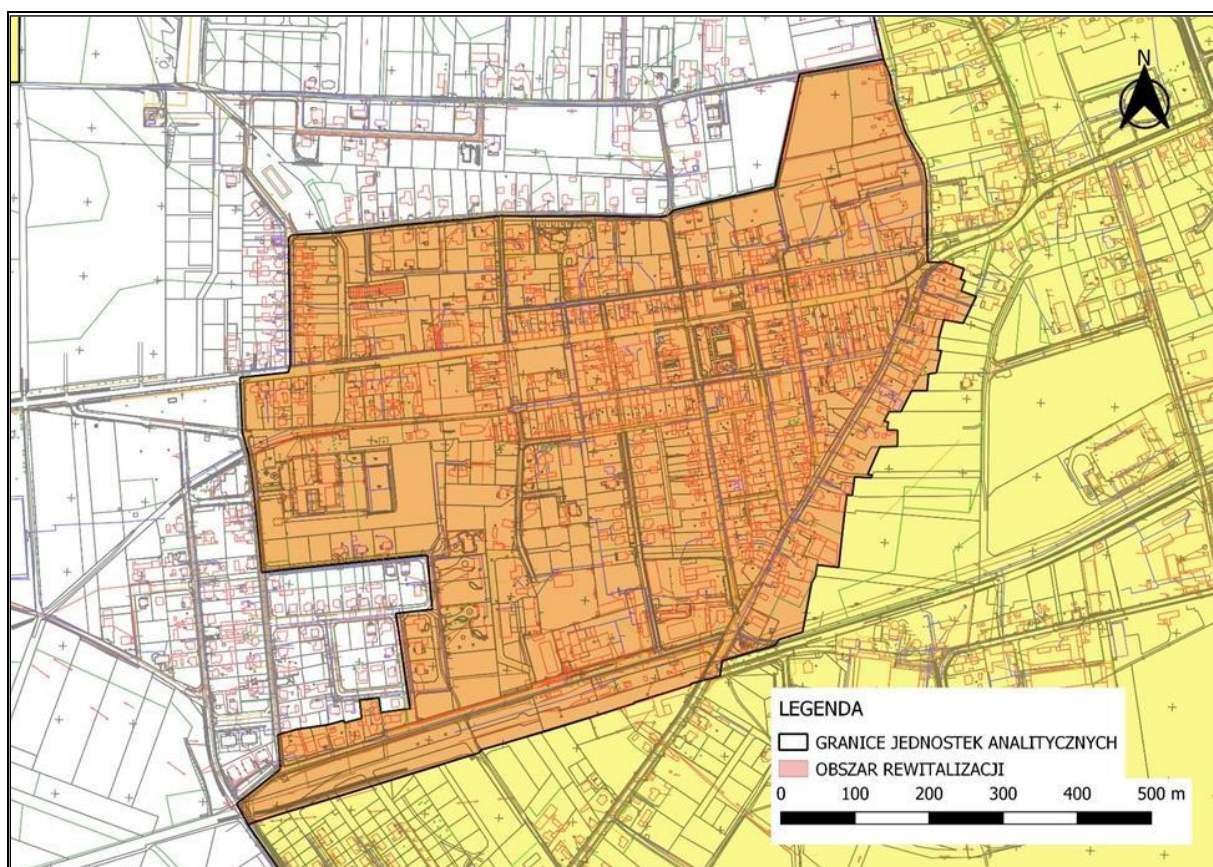 N
LEGENDA
GRANICE JEDNOSTEK ANALITYCZNYCH
OBSZAR REWITALIZACJI
0 100 200 300 400 500 m